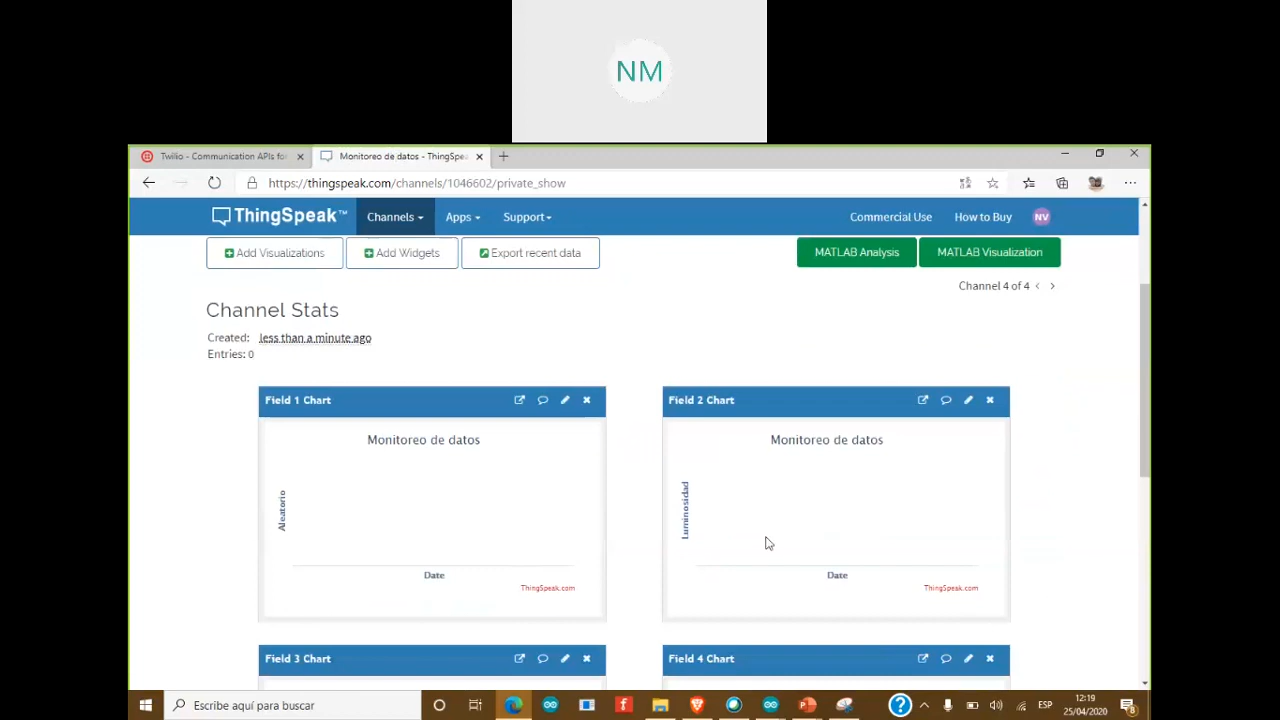 NM
Twilio - Communication APIs for
Monitoreo de datos - ThingSpea
https://thingspeak.com/channels/1046602/private_show
ThingSpeak™
Channels
Apps
Support
Commercial Use
How to Buy
NV
Add Visualizations
Add Widgets
Export recent data
MATLAB Analysis
MATLAB Visualization
Channel 4 of 4
Channel Stats
Created: less than a minute ago
Entries: 0
Field 1 Chart
Monitoreo de datos
Aleatorio
Date
ThingSpeak.com
Field 2 Chart
Monitoreo de datos
Luminosidad
Date
ThingSpeak.com
Field 3 Chart
Field 4 Chart
Escribe aquí para buscar
ESP
12:19
25/04/2020
8